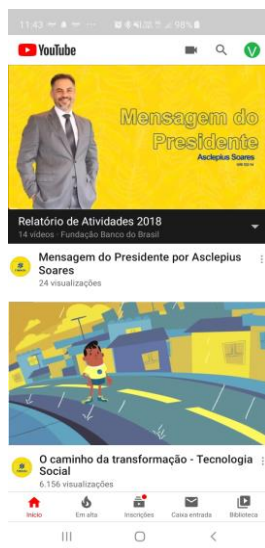 11:43
98%
YouTube
V
Mensagem do
Presidente
Asclepius Soares
Relatório de Atividades 2018
14 vídeos · Fundação Banco do Brasil
Mensagem do Presidente por Asclepius
Soares
24 visualizações
O caminho da transformação - Tecnologia
Social
6.156 visualizações
Início
Em alta
Inscrições
Caixa entrada
Biblioteca